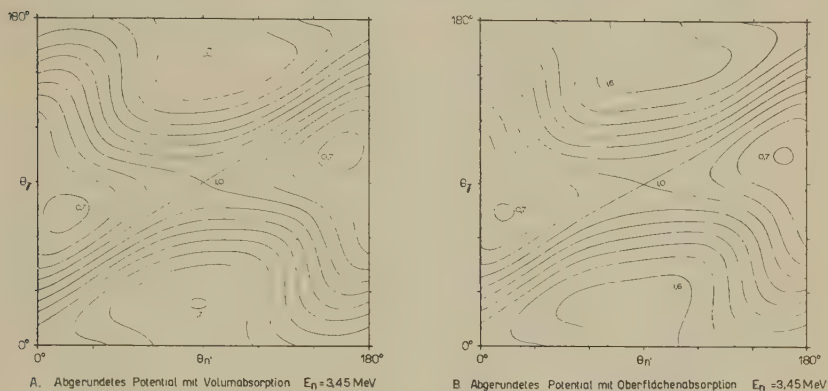 180°
θγ
0°
0°
θn'
180°
0,7
1,0
0,7
A. Abgerundetes Potential mit Volumabsorption En = 3,45 MeV
180°
θγ
0°
0°
θn'
180°
1,6
0,7
0,7
1,0
1,6
B Abgerundetes Potential mit Oberflächenabsorption En = 3,45 MeV